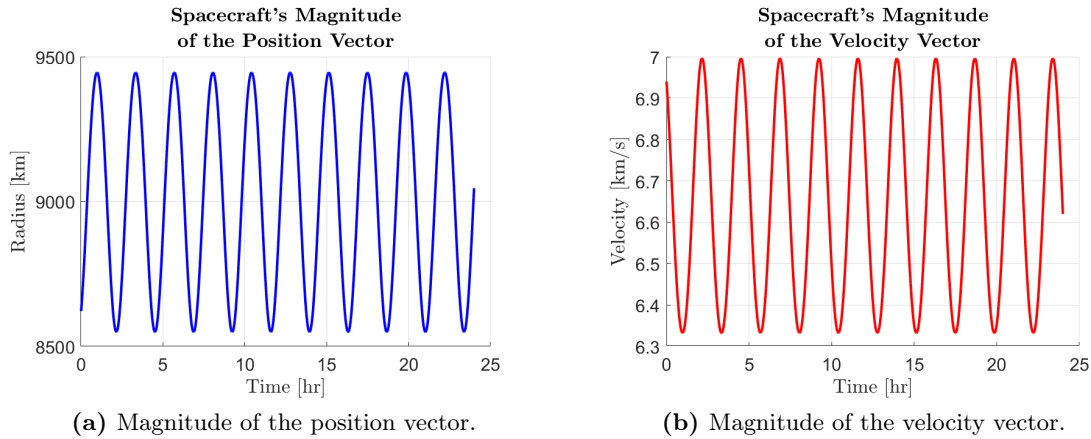 Spacecraft's Magnitude
of the Position Vector
9500
9000
8500
Radius [km]
0 5 10 15 20 25
Time [hr]
(a) Magnitude of the position vector.
Spacecraft's Magnitude
of the Velocity Vector
7
6.9
6.8
6.7
6.6
6.5
6.4
6.3
Velocity [km/s]
0 5 10 15 20 25
Time [hr]
(b) Magnitude of the velocity vector.